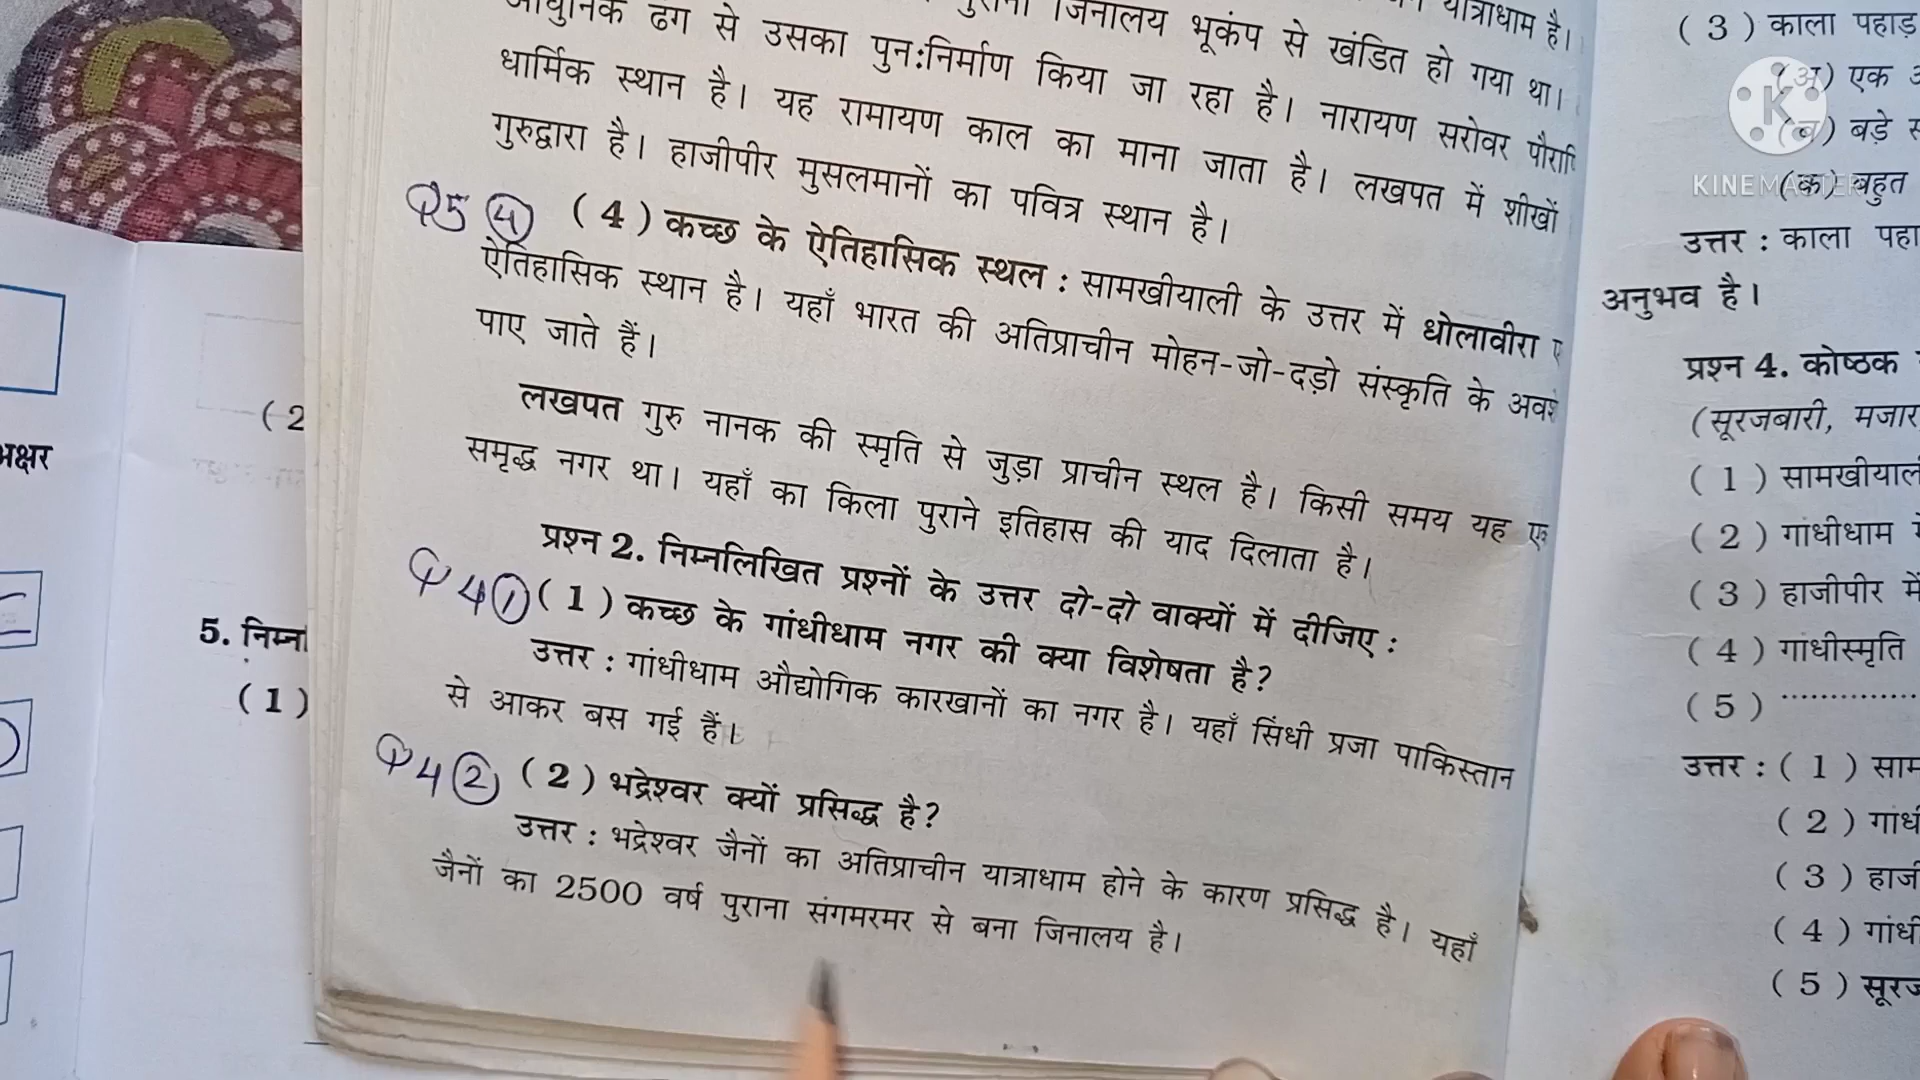 यात्राधाम है।
जिनालय भूकंप से खंडित हो गया था।
ढंग से उसका पुन:निर्माण किया जा रहा है। नारायण सरोवर
धार्मिक स्थान है। यह रामायण काल का माना जाता है। लखपत में शीखों
गुरुद्वारा है। हाजीपीर मुसलमानों का पवित्र स्थान है।
Q5 4 (4) कच्छ के ऐतिहासिक स्थल : सामखीयाली के उत्तर में धोलावीरा
ऐतिहासिक स्थान है। यहाँ भारत की अतिप्राचीन मोहन-जो-दड़ो संस्कृति के
पाए जाते हैं।
लखपत गुरु नानक की स्मृति से जुड़ा प्राचीन स्थल है। किसी समय यह
समृद्ध नगर था। यहाँ का किला पुराने इतिहास की याद दिलाता है।
प्रश्न 2. निम्नलिखित प्रश्नों के उत्तर दो-दो वाक्यों में दीजिए :
Q4 1 (1) कच्छ के गांधीधाम नगर की क्या विशेषता है?
उत्तर : गांधीधाम औद्योगिक कारखानों का नगर है। यहाँ सिंधी प्रजा पाकिस्तान
से आकर बस गई हैं।
Q4 2 (2) भद्रेश्वर क्यों प्रसिद्ध है?
उत्तर : भद्रेश्वर जैनों का अतिप्राचीन यात्राधाम होने के कारण प्रसिद्ध है। यहाँ
जैनों का 2500 वर्ष पुराना संगमरमर से बना जिनालय है।
(2
5. निम्न
(1)
(3) काला पहाड़
(अ) एक
(ब) बड़े
(क) बहुत
उत्तर : काला
अनुभव है।
प्रश्न 4. कोष्ठक
(सूरजबारी,
(1) सामखीयाली
(2) गांधीधाम
(3) हाजीपीर में
(4) गांधीस्मृति
(5) ..............
उत्तर : (1)
(2)
(3)
(4)
(5)
K
KINEMASTER